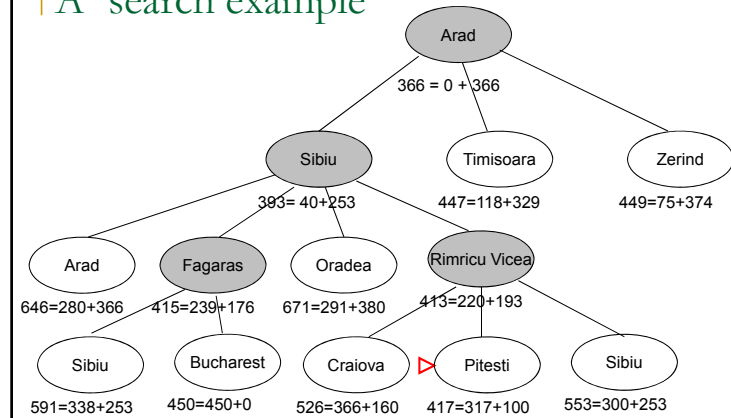 A* search example
Arad
366 = 0 + 366
Sibiu
Timisoara
Zerind
393= 40+253
447=118+329
449=75+374
Arad
Fagaras
Oradea
Rimricu Vicea
646=280+366
415=239+176
671=291+380
413=220+193
Sibiu
Bucharest
Craiova
Pitesti
Sibiu
591=338+253
450=450+0
526=366+160
417=317+100
553=300+253